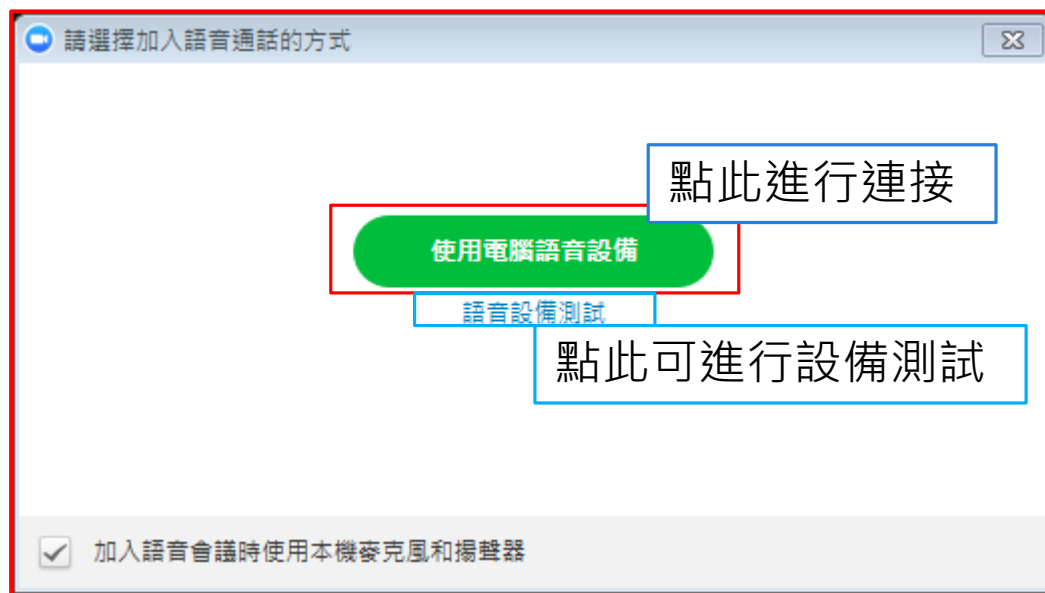 請選擇加入語音通話的方式
點此進行連接
使用電腦語音設備
語音設備測試
點此可進行設備測試
加入語音會議時使用本機麥克風和揚聲器